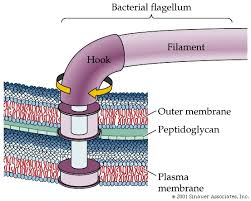 Bacterial flagellum
Filament
Hook
Outer membrane
Peptidoglycan
Plasma
membrane
© 2001 Sinauer Associates, Inc.